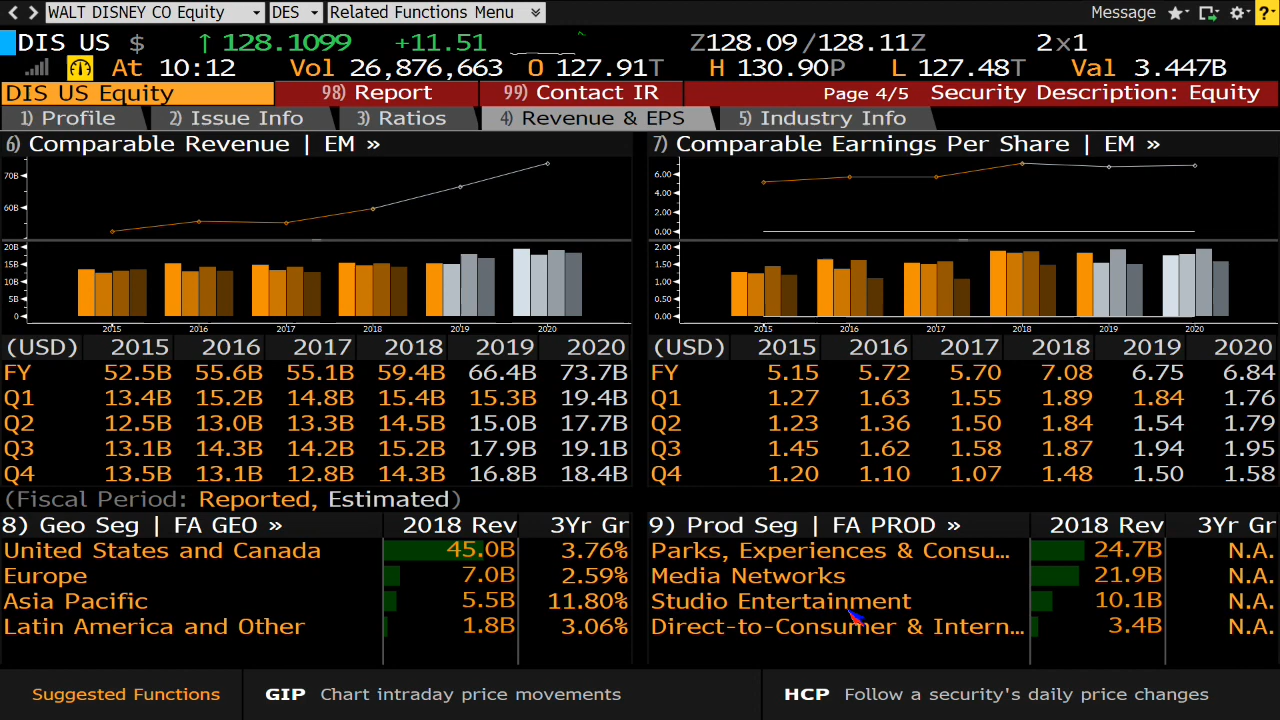 WALT DISNEY CO Equity DES Related Functions Menu Message ?
DIS US $ ↑ 128.1099 +11.51 Z128.09/128.11Z 2x1
At 10:12 Vol 26,876,663 O 127.91T H 130.90P L 127.48T Val 3.447B
DIS US Equity 98) Report 99) Contact IR Page 4/5 Security Description: Equity
1) Profile 2) Issue Info 3) Ratios 4) Revenue & EPS 5) Industry Info
6) Comparable Revenue | EM »
70B
60B
20B
15B
10B
5B
0
2015 2016 2017 2018 2019 2020
(USD) 2015 2016 2017 2018 2019 2020
FY 52.5B 55.6B 55.1B 59.4B 66.4B 73.7B
Q1 13.4B 15.2B 14.8B 15.4B 15.3B 19.4B
Q2 12.5B 13.0B 13.3B 14.5B 15.0B 17.7B
Q3 13.1B 14.3B 14.2B 15.2B 17.9B 19.1B
Q4 13.5B 13.1B 12.8B 14.3B 16.8B 18.4B
7) Comparable Earnings Per Share | EM »
6.00
4.00
2.00
0.00
2.00
1.50
1.00
0.50
0.00
2015 2016 2017 2018 2019 2020
(USD) 2015 2016 2017 2018 2019 2020
FY 5.15 5.72 5.70 7.08 6.75 6.84
Q1 1.27 1.63 1.55 1.89 1.84 1.76
Q2 1.23 1.36 1.50 1.84 1.54 1.79
Q3 1.45 1.62 1.58 1.87 1.94 1.95
Q4 1.20 1.10 1.07 1.48 1.50 1.58
(Fiscal Period: Reported, Estimated)
8) Geo Seg | FA GEO » 2018 Rev 3Yr Gr
United States and Canada 45.0B 3.76%
Europe 7.0B 2.59%
Asia Pacific 5.5B 11.80%
Latin America and Other 1.8B 3.06%
9) Prod Seg | FA PROD » 2018 Rev 3Yr Gr
Parks, Experiences & Consu... 24.7B N.A.
Media Networks 21.9B N.A.
Studio Entertainment 10.1B N.A.
Direct-to-Consumer & Intern... 3.4B N.A.
Suggested Functions GIP Chart intraday price movements HCP Follow a security's daily price changes